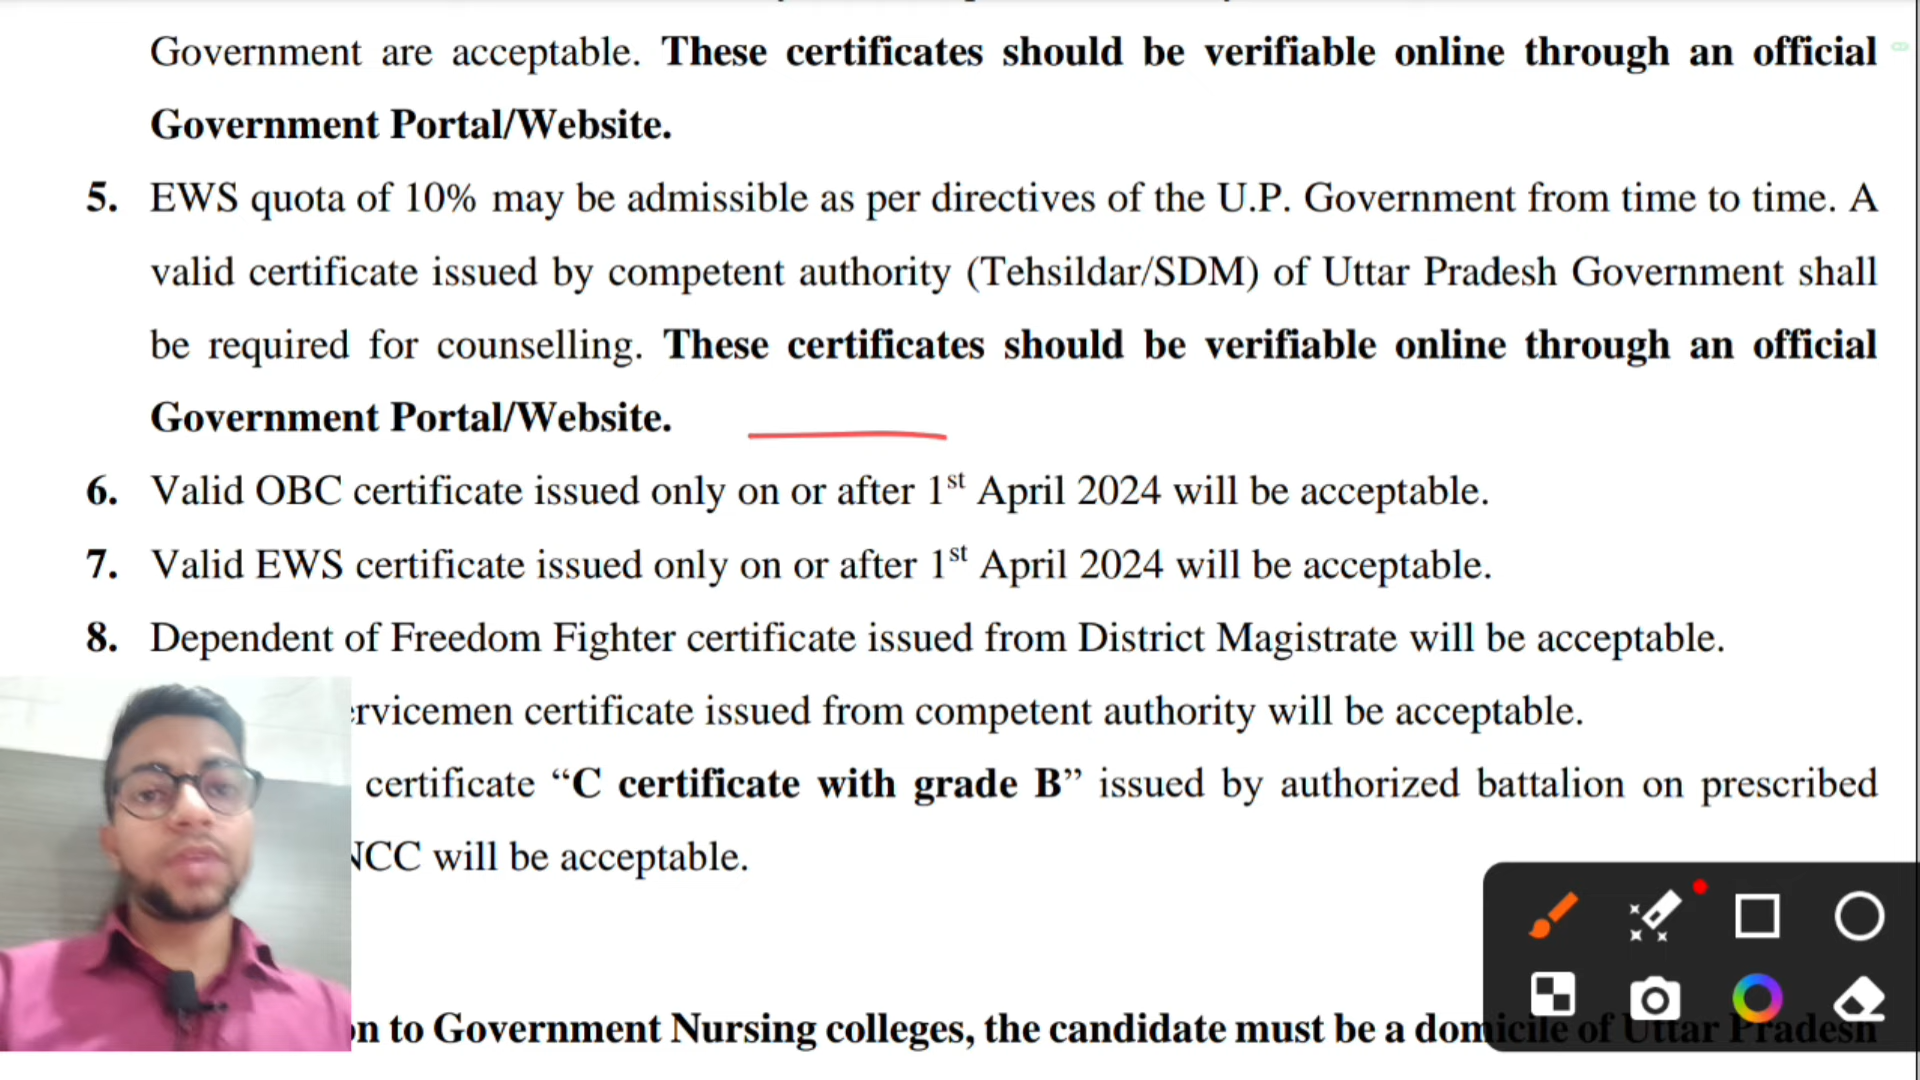 Government are acceptable. These certificates should be verifiable online through an official
Government Portal/Website.
5. EWS quota of 10% may be admissible as per directives of the U.P. Government from time to time. A
valid certificate issued by competent authority (Tehsildar/SDM) of Uttar Pradesh Government shall
be required for counselling. These certificates should be verifiable online through an official
Government Portal/Website.
6. Valid OBC certificate issued only on or after 1st April 2024 will be acceptable.
7. Valid EWS certificate issued only on or after 1st April 2024 will be acceptable.
8. Dependent of Freedom Fighter certificate issued from District Magistrate will be acceptable.
rvicemen certificate issued from competent authority will be acceptable.
certificate “C certificate with grade B” issued by authorized battalion on prescribed
NCC will be acceptable.
n to Government Nursing colleges, the candidate must be a domicile of Uttar Pradesh